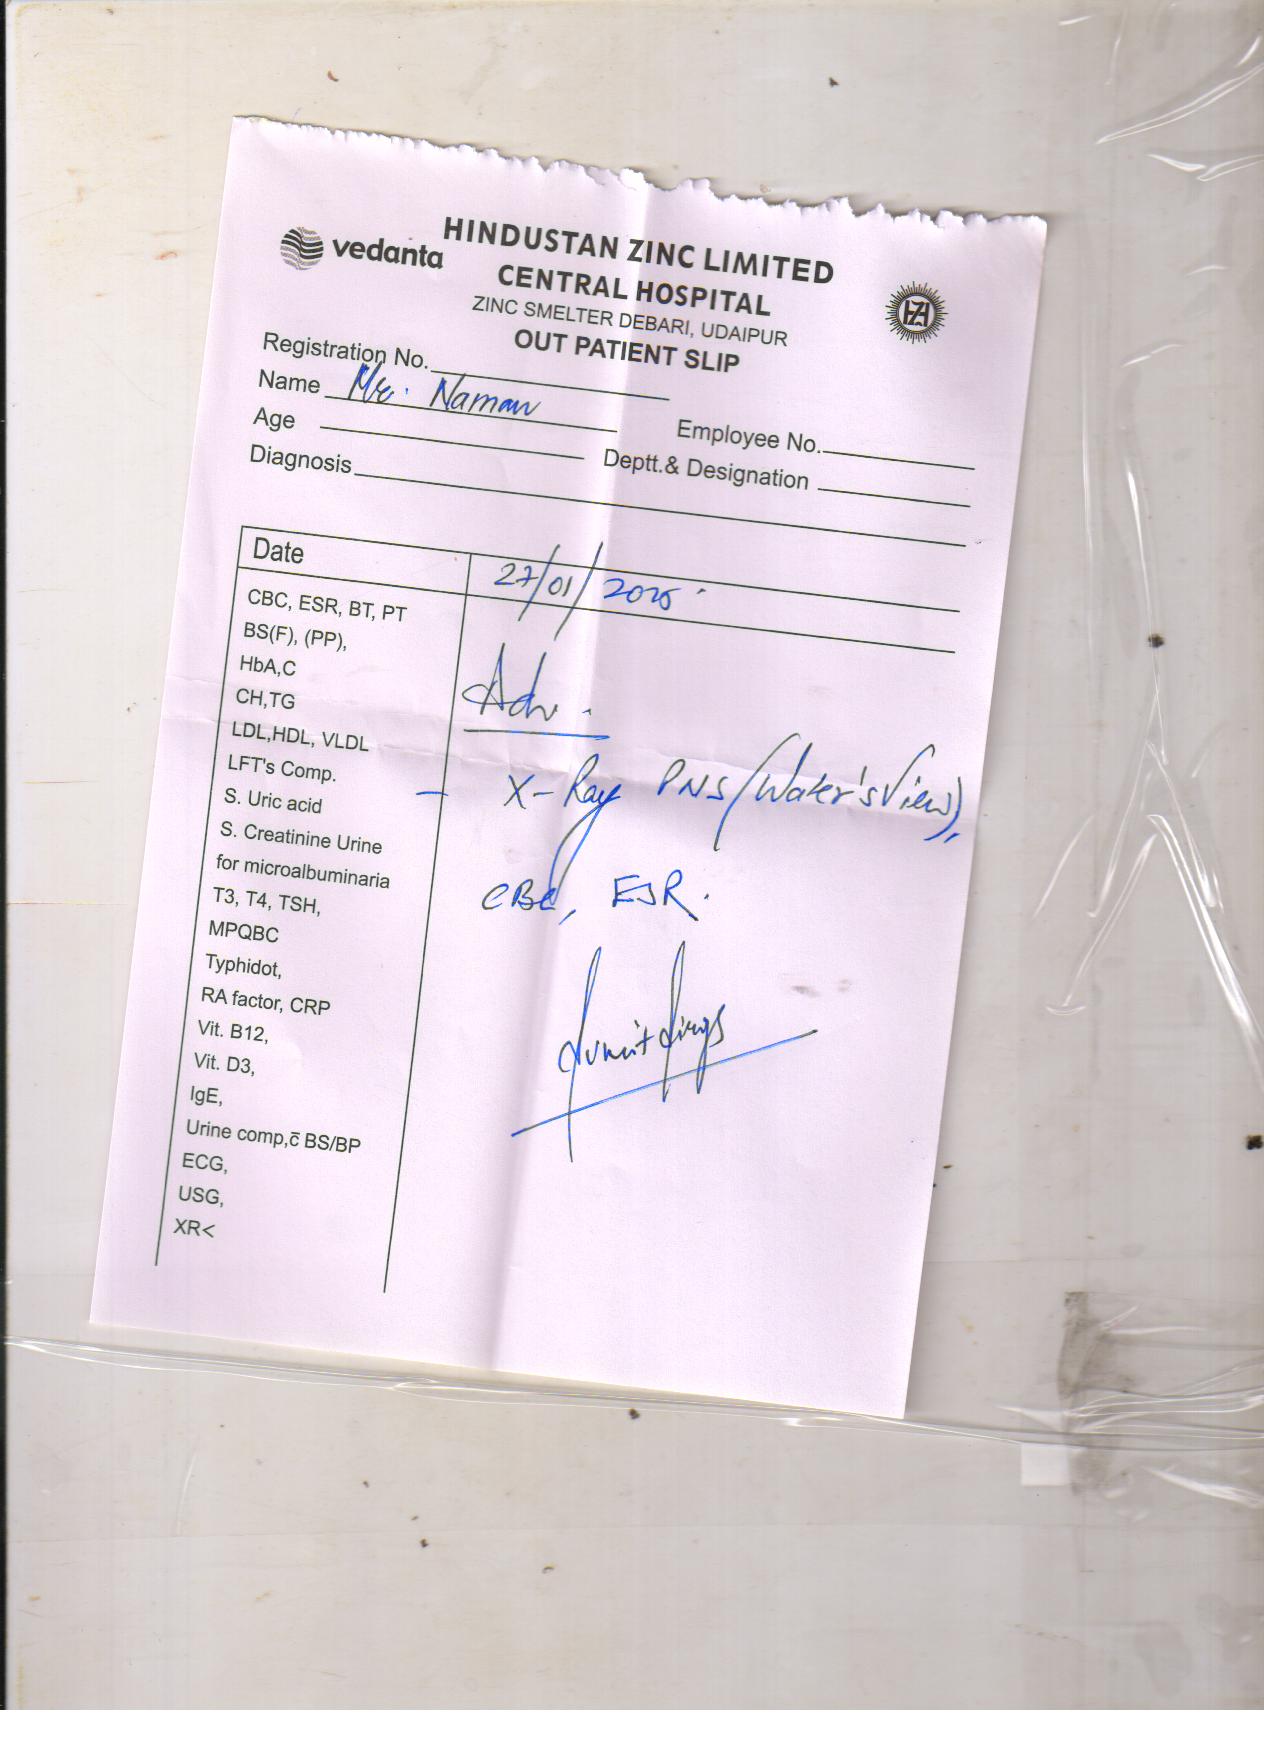 vedanta
HINDUSTAN ZINC LIMITED
CENTRAL HOSPITAL
ZINC SMELTER DEBARI, UDAIPUR
OUT PATIENT SLIP
Registration No.
Name Mr. Naman
Employee No.
Age
Deptt.& Designation
Diagnosis
Date 27/01/2025
CBC, ESR, BT, PT
BS(F), (PP),
HbA,C
CH,TG
LDL,HDL, VLDL
LFT's Comp.
S. Uric acid
S. Creatinine Urine
for microalbuminaria
T3, T4, TSH,
MPQBC
Typhidot,
RA factor, CRP
Vit. B12,
Vit. D3,
IgE,
Urine comp,c̄ BS/BP
ECG,
USG,
XR<
Adv.
– X-Ray PNS (Water's View),
CBC, ESR.